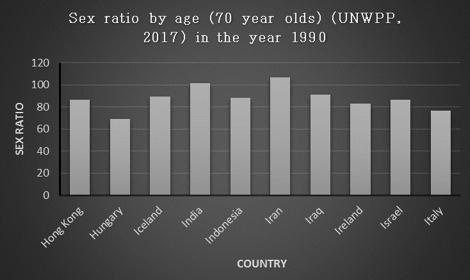 Sex ratio by age (70 year olds) (UNWPP,
2017) in the year 1990
120
100
80
60
40
20
0
SEX RATIO
Hong Kong
Hungary
Iceland
India
Indonesia
Iran
Iraq
Ireland
Israel
Italy
COUNTRY